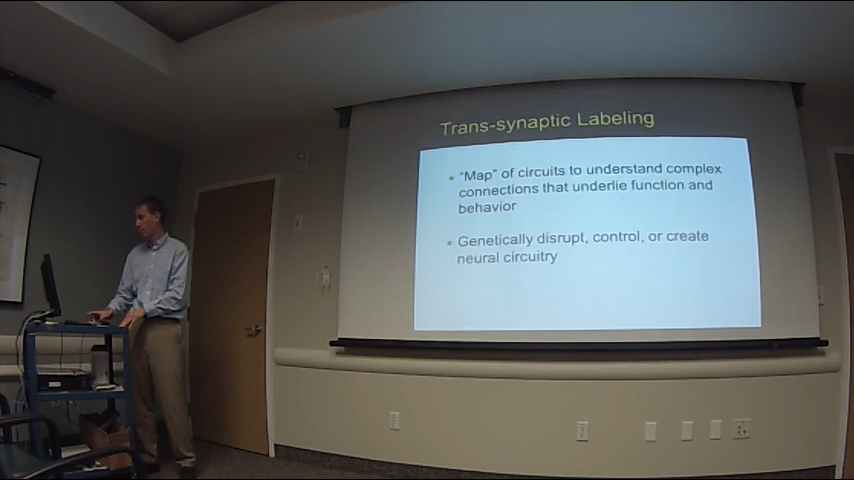 Trans-synaptic Labeling
"Map" of circuits to understand complex
connections that underlie function and
behavior
Genetically disrupt, control, or create
neural circuitry